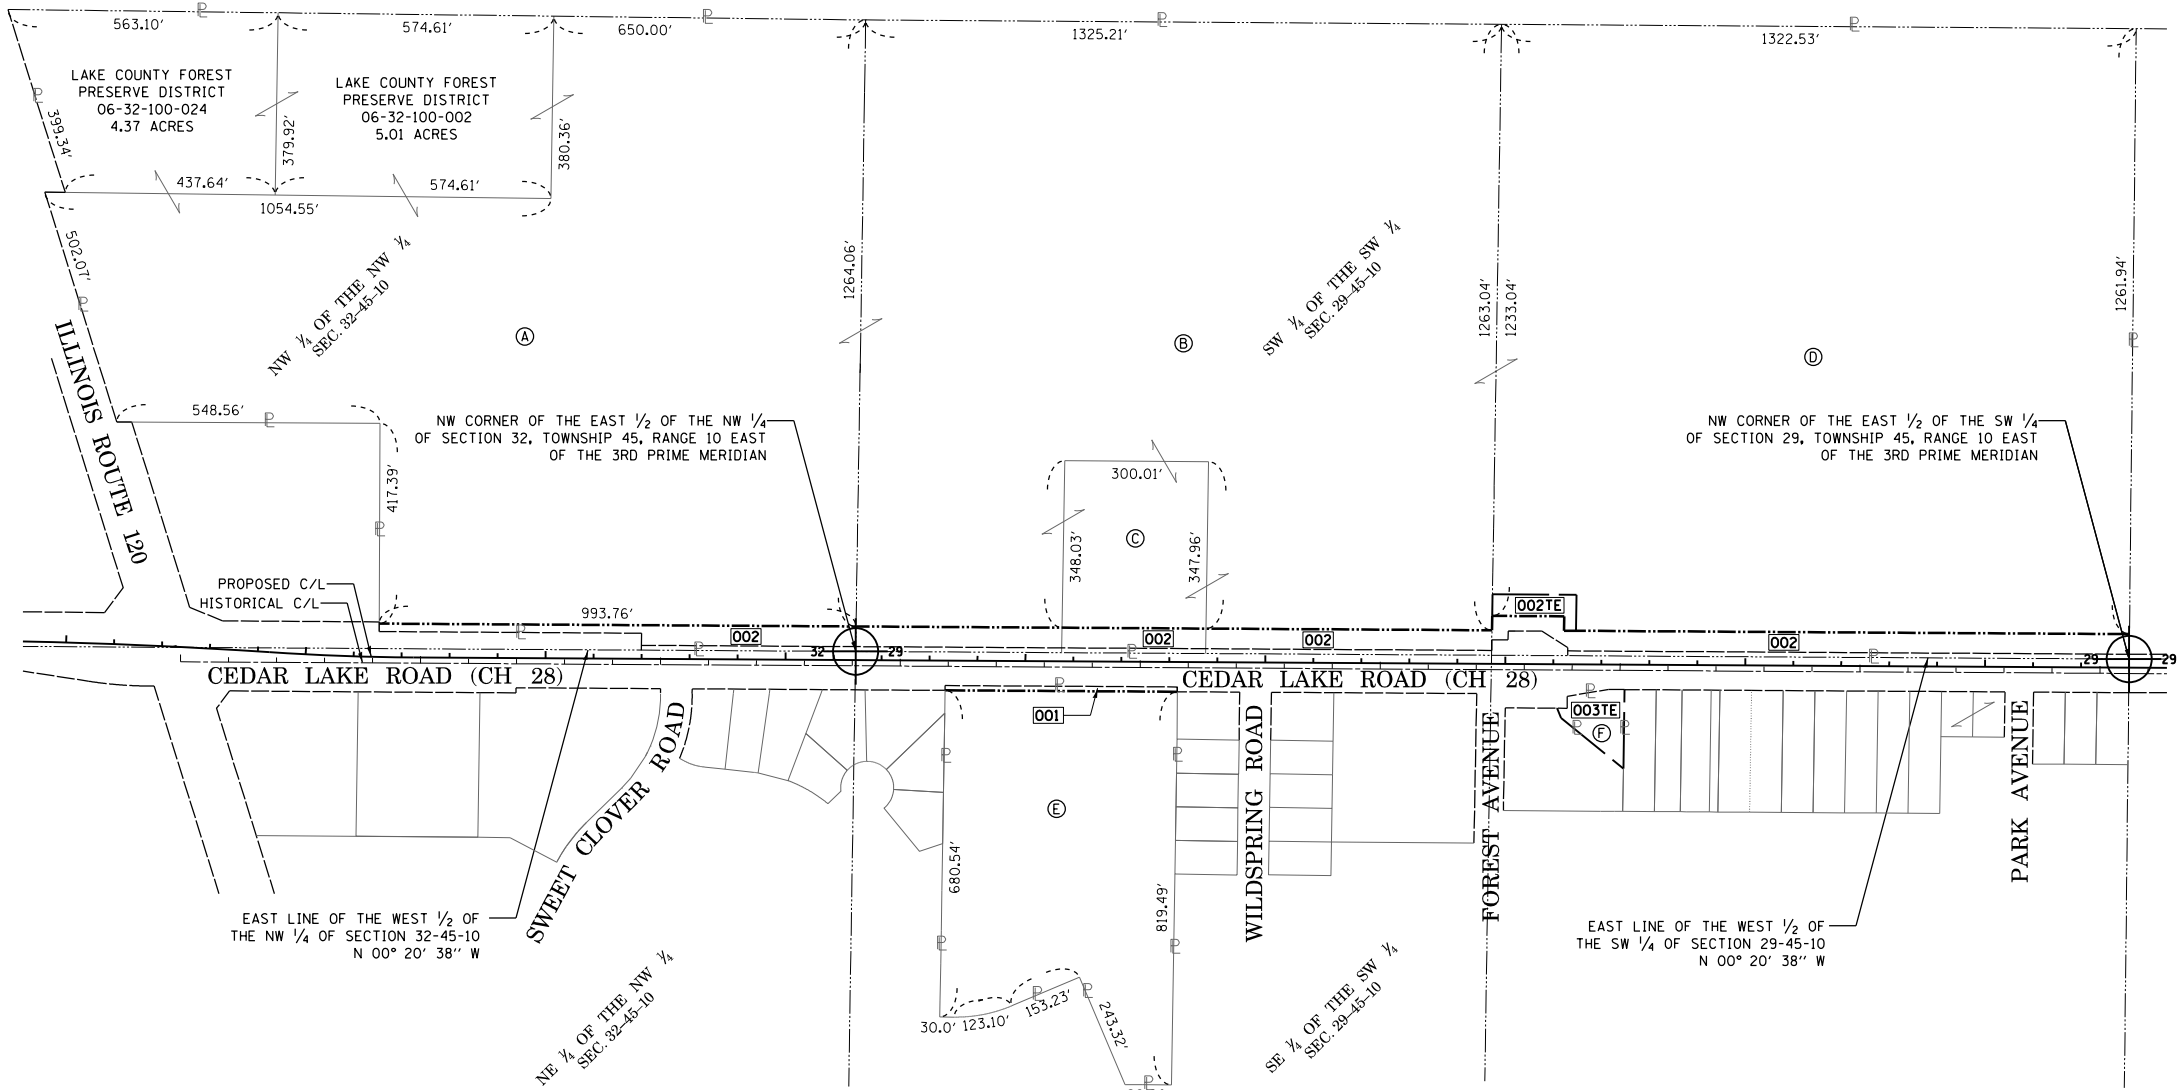 563.10'
574.61'
650.00'
1325.21'
1322.53'
LAKE COUNTY FOREST
PRESERVE DISTRICT
06-32-100-024
4.37 ACRES
LAKE COUNTY FOREST
PRESERVE DISTRICT
06-32-100-002
5.01 ACRES
399.34'
379.92'
380.36'
437.64'
574.61'
1054.55'
502.07'
NW 1/4 OF THE NW 1/4
SEC. 32-45-10
A
1264.06'
B
SW 1/4 OF THE SW 1/4
SEC. 29-45-10
1263.04'
1233.04'
D
1261.94'
ILLINOIS ROUTE 120
548.56'
417.39'
NW CORNER OF THE EAST 1/2 OF THE NW 1/4
OF SECTION 32, TOWNSHIP 45, RANGE 10 EAST
OF THE 3RD PRIME MERIDIAN
300.01'
C
348.03'
347.96'
NW CORNER OF THE EAST 1/2 OF THE SW 1/4
OF SECTION 29, TOWNSHIP 45, RANGE 10 EAST
OF THE 3RD PRIME MERIDIAN
PROPOSED C/L
HISTORICAL C/L
993.76'
002
32
29
002
002
002TE
002
29
29
CEDAR LAKE ROAD (CH 28)
CEDAR LAKE ROAD (CH 28)
001
003TE
F
SWEET CLOVER ROAD
WILDSPRING ROAD
FOREST AVENUE
PARK AVENUE
E
680.54'
819.49'
EAST LINE OF THE WEST 1/2 OF
THE NW 1/4 OF SECTION 32-45-10
N 00° 20' 38'' W
EAST LINE OF THE WEST 1/2 OF
THE SW 1/4 OF SECTION 29-45-10
N 00° 20' 38'' W
NE 1/4 OF THE NW 1/4
SEC. 32-45-10
30.0'
123.10'
153.23'
243.32'
SE 1/4 OF THE SW 1/4
SEC. 29-45-10